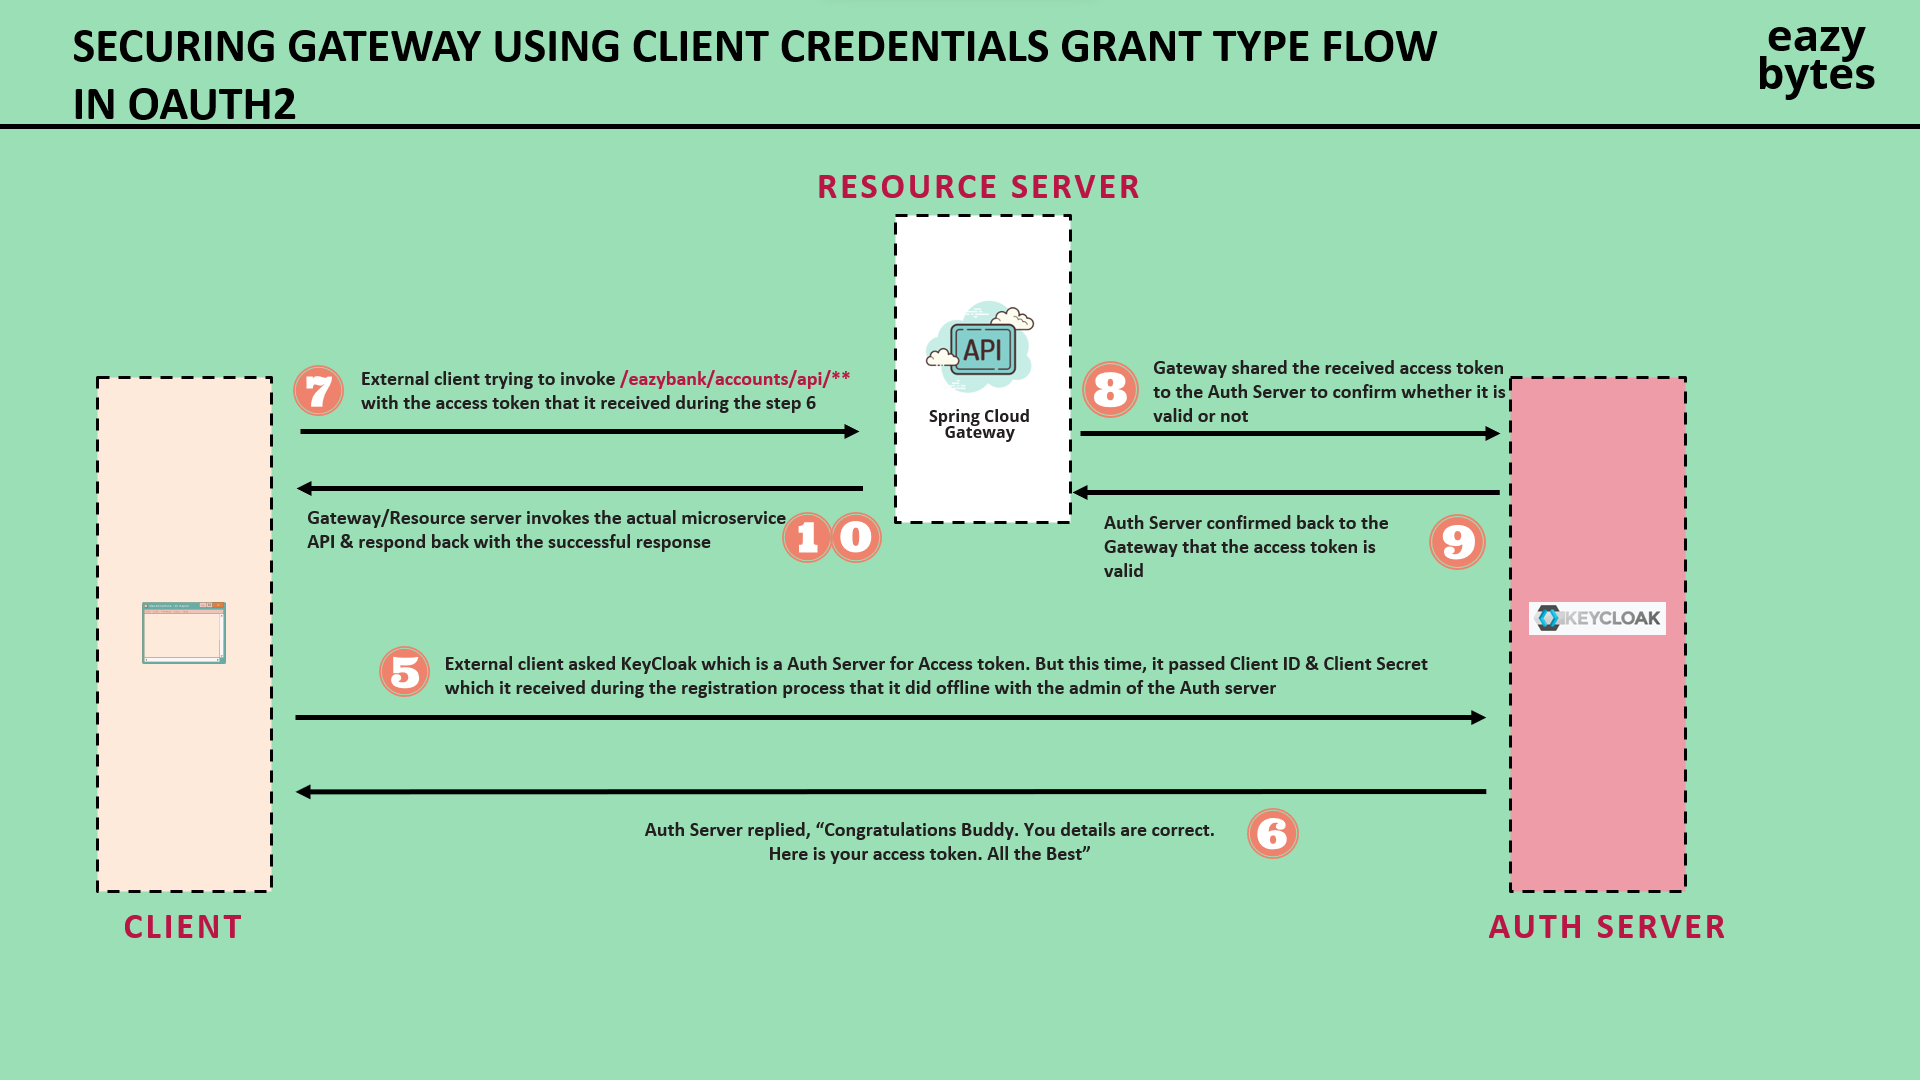 SECURING GATEWAY USING CLIENT CREDENTIALS GRANT TYPE FLOW
IN OAUTH2
eazy
bytes
RESOURCE SERVER
API
Spring Cloud
Gateway
7
External client trying to invoke /eazybank/accounts/api/**
with the access token that it received during the step 6
8
Gateway shared the received access token
to the Auth Server to confirm whether it is
valid or not
Gateway/Resource server invokes the actual microservice
API & respond back with the successful response
10
Auth Server confirmed back to the
Gateway that the access token is
valid
9
KEYCLOAK
5
External client asked KeyCloak which is a Auth Server for Access token. But this time, it passed Client ID & Client Secret
which it received during the registration process that it did offline with the admin of the Auth server
Auth Server replied, “Congratulations Buddy. You details are correct.
Here is your access token. All the Best”
6
CLIENT
AUTH SERVER